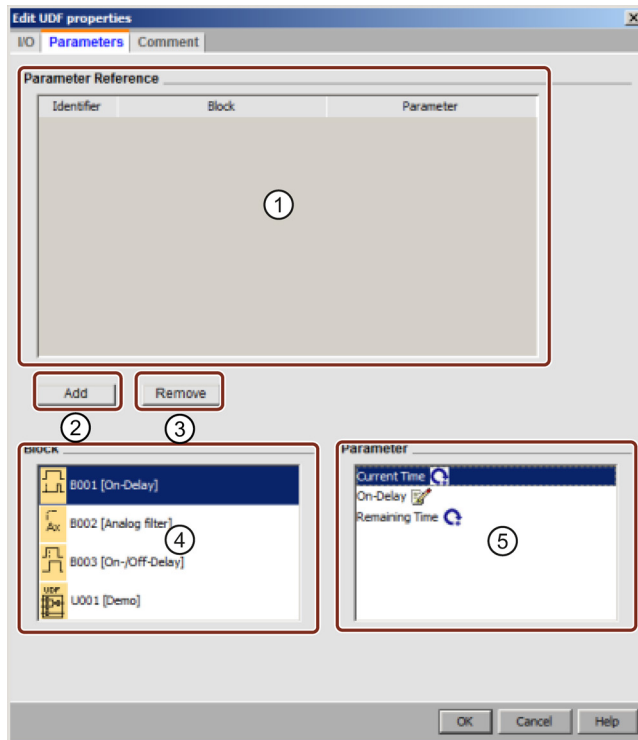 Edit UDF properties
I/O Parameters Comment
Parameter Reference
Identifier Block Parameter
1
Add Remove
2 3
Block Parameter
B001 [On-Delay]
B002 [Analog filter]
B003 [On-/Off-Delay]
UDF
U001 [Demo]
4
Current Time
On-Delay
Remaining Time
5
OK Cancel Help